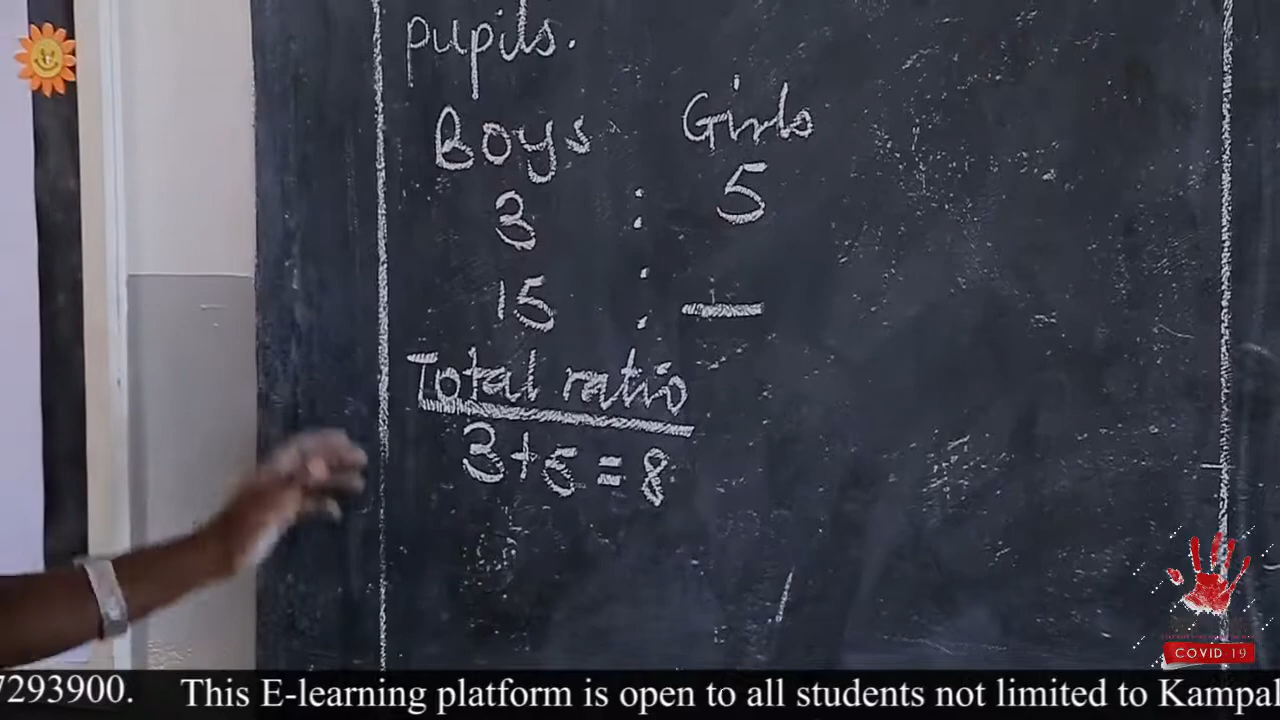 pupils.
Boys Girls
3 : 5
15 : —
Total ratio
3+5=8
COVID-19
7293900. This E-learning platform is open to all students not limited to Kampal